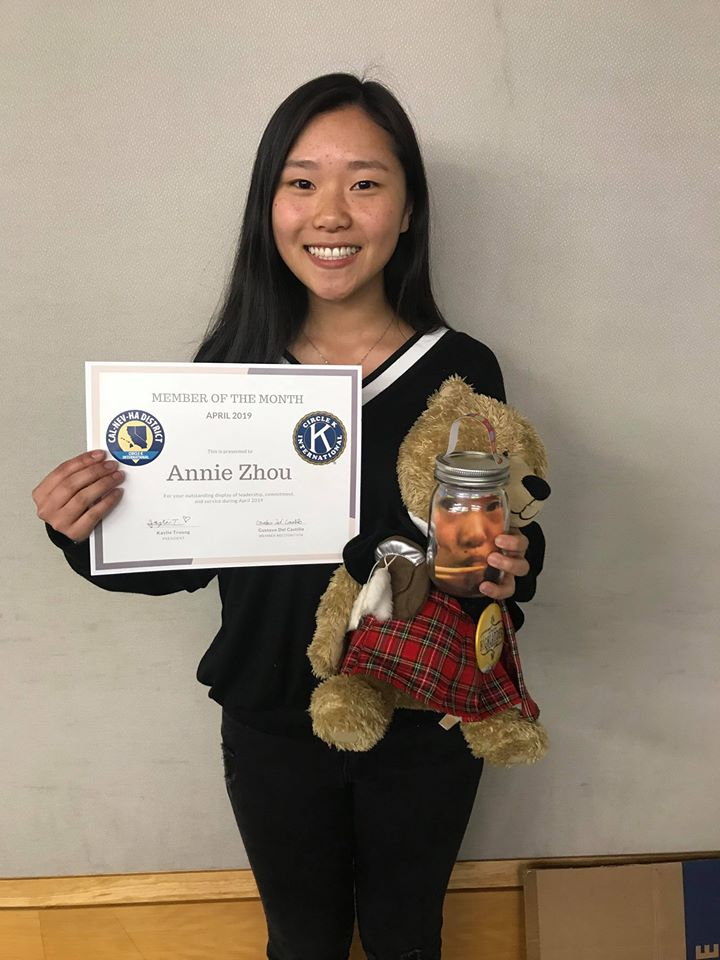 MEMBER OF THE MONTH
APRIL 2019
CAL-NEV-HA DISTRICT
CIRCLE K
INTERNATIONAL
CIRCLE K
INTERNATIONAL
K
This is presented to
Annie Zhou
For your outstanding display of leadership, commitment,
and service during April 2019
Kaylie Truong
PRESIDENT
Gustavo Del Castillo
MEMBER RECOGNITION
E